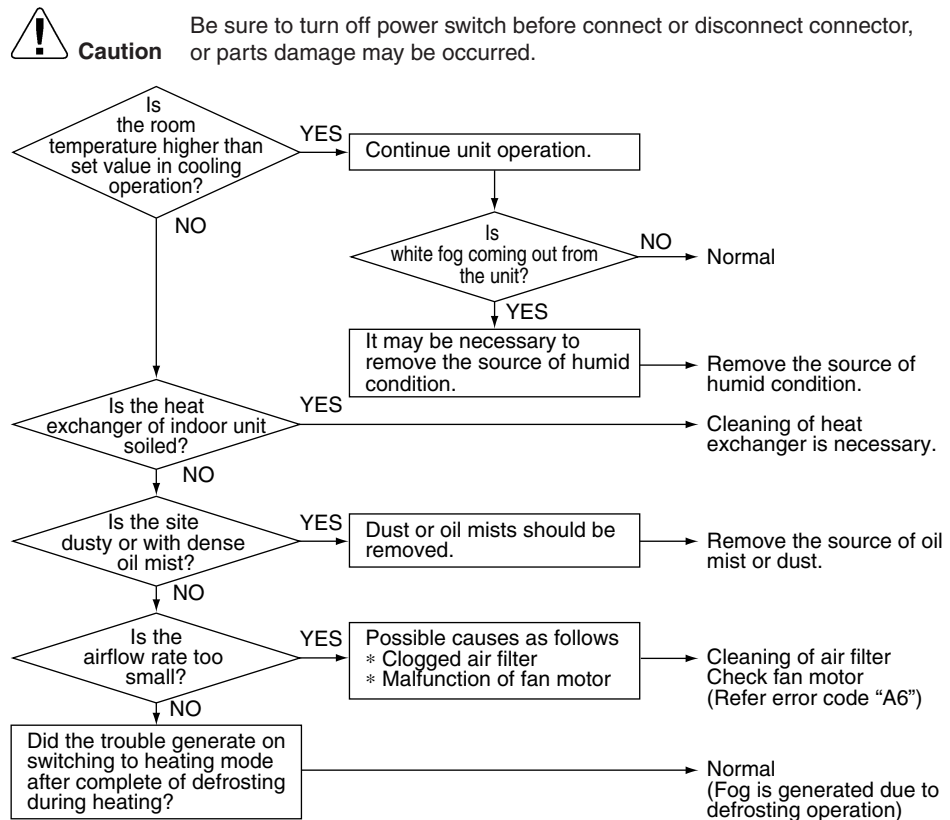 Caution
Be sure to turn off power switch before connect or disconnect connector,
or parts damage may be occurred.
Is
the room
temperature higher than
set value in cooling
operation?
YES
Continue unit operation.
NO
Is
white fog coming out from
the unit?
NO
Normal
YES
It may be necessary to
remove the source of humid
condition.
Remove the source of
humid condition.
Is the heat
exchanger of indoor unit
soiled?
YES
Cleaning of heat
exchanger is necessary.
NO
Is the site
dusty or with dense
oil mist?
YES
Dust or oil mists should be
removed.
Remove the source of oil
mist or dust.
NO
Is the
airflow rate too
small?
YES
Possible causes as follows
* Clogged air filter
* Malfunction of fan motor
Cleaning of air filter
Check fan motor
(Refer error code “A6”)
NO
Did the trouble generate on
switching to heating mode
after complete of defrosting
during heating?
Normal
(Fog is generated due to
defrosting operation)